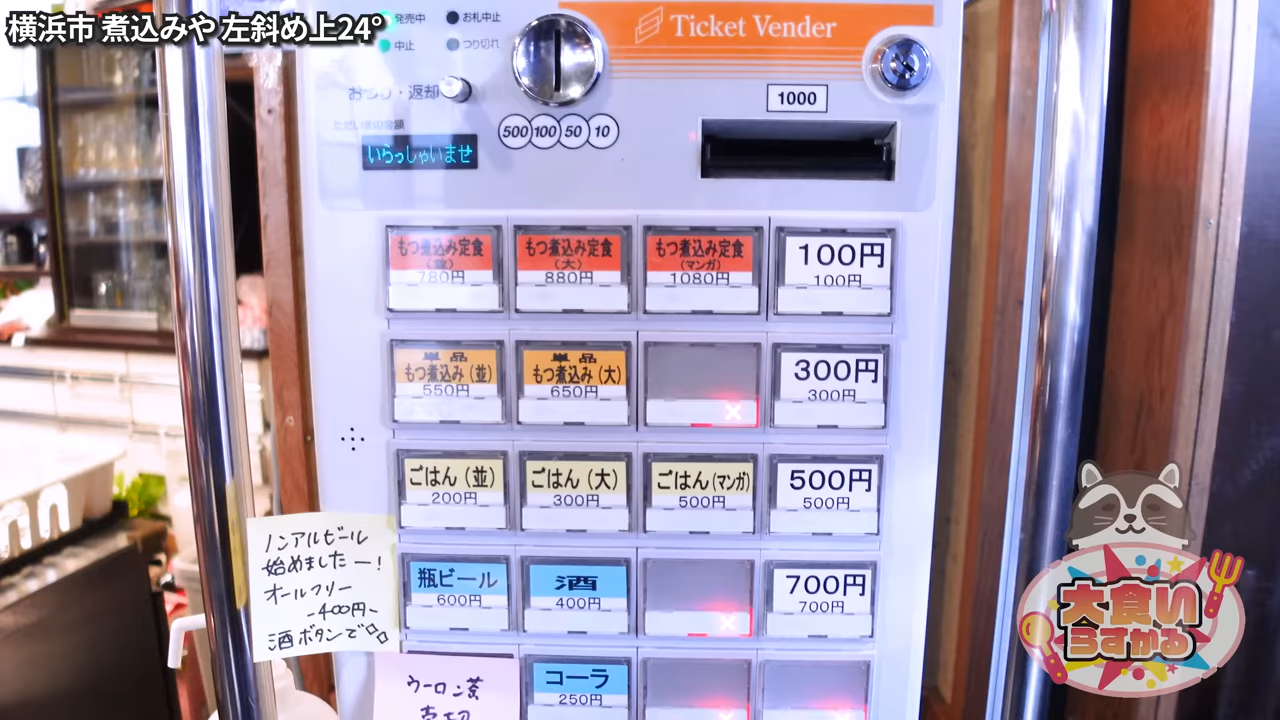 横浜市 煮込みや 左斜め上24°
発売中
お札中止
中止
つり切れ
Ticket Vender
おつり・返却
ただいまの金額
いらっしゃいませ
500 100 50 10
1000
もつ煮込み定食
780円
もつ煮込み定食
(大)
880円
もつ煮込み定食
(マンガ)
1080円
100円
100円
単品
もつ煮込み(並)
550円
単品
もつ煮込み(大)
650円
300円
300円
ごはん(並)
200円
ごはん(大)
300円
ごはん(マンガ)
500円
500円
500円
瓶ビール
600円
酒
400円
700円
700円
コーラ
250円
ノンアルビール
始めましたー!
オールフリー
-400円-
酒ボタンで
ウーロン茶
大食い
らすかる